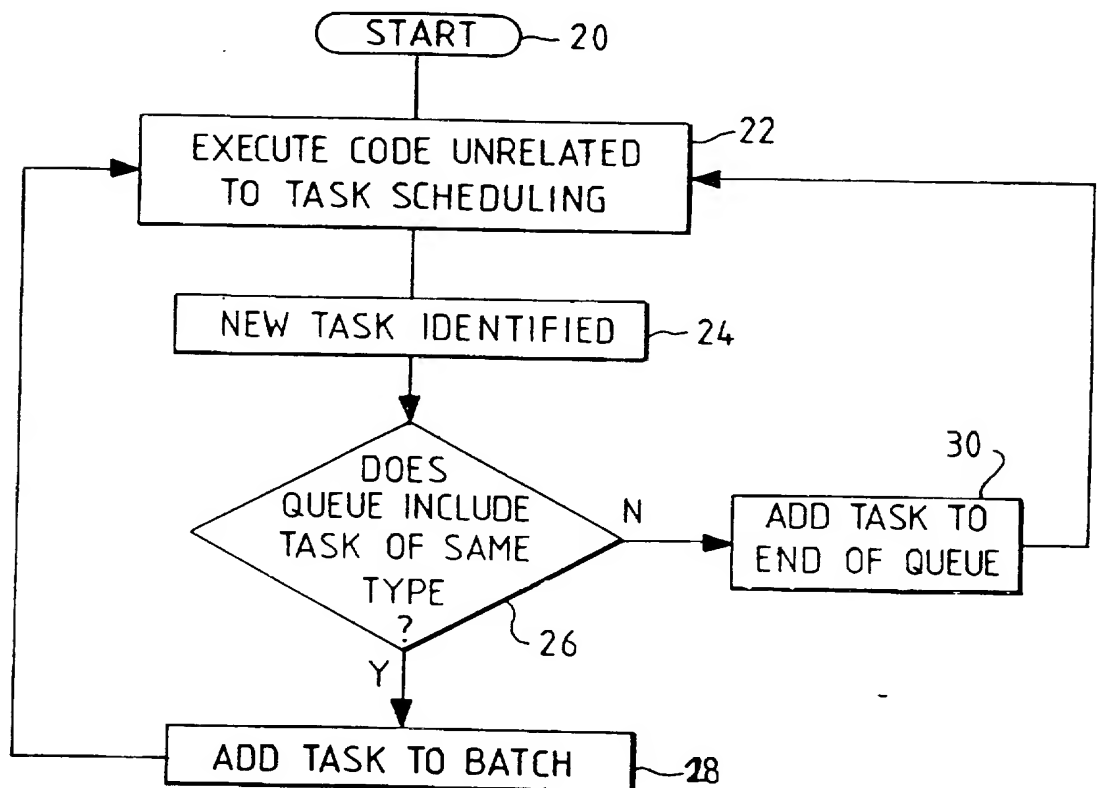 START
20
EXECUTE CODE UNRELATED
TO TASK SCHEDULING
22
NEW TASK IDENTIFIED
24
DOES
QUEUE INCLUDE
TASK OF SAME
TYPE
?
26
N
30
ADD TASK TO
END OF QUEUE
Y
ADD TASK TO BATCH
28